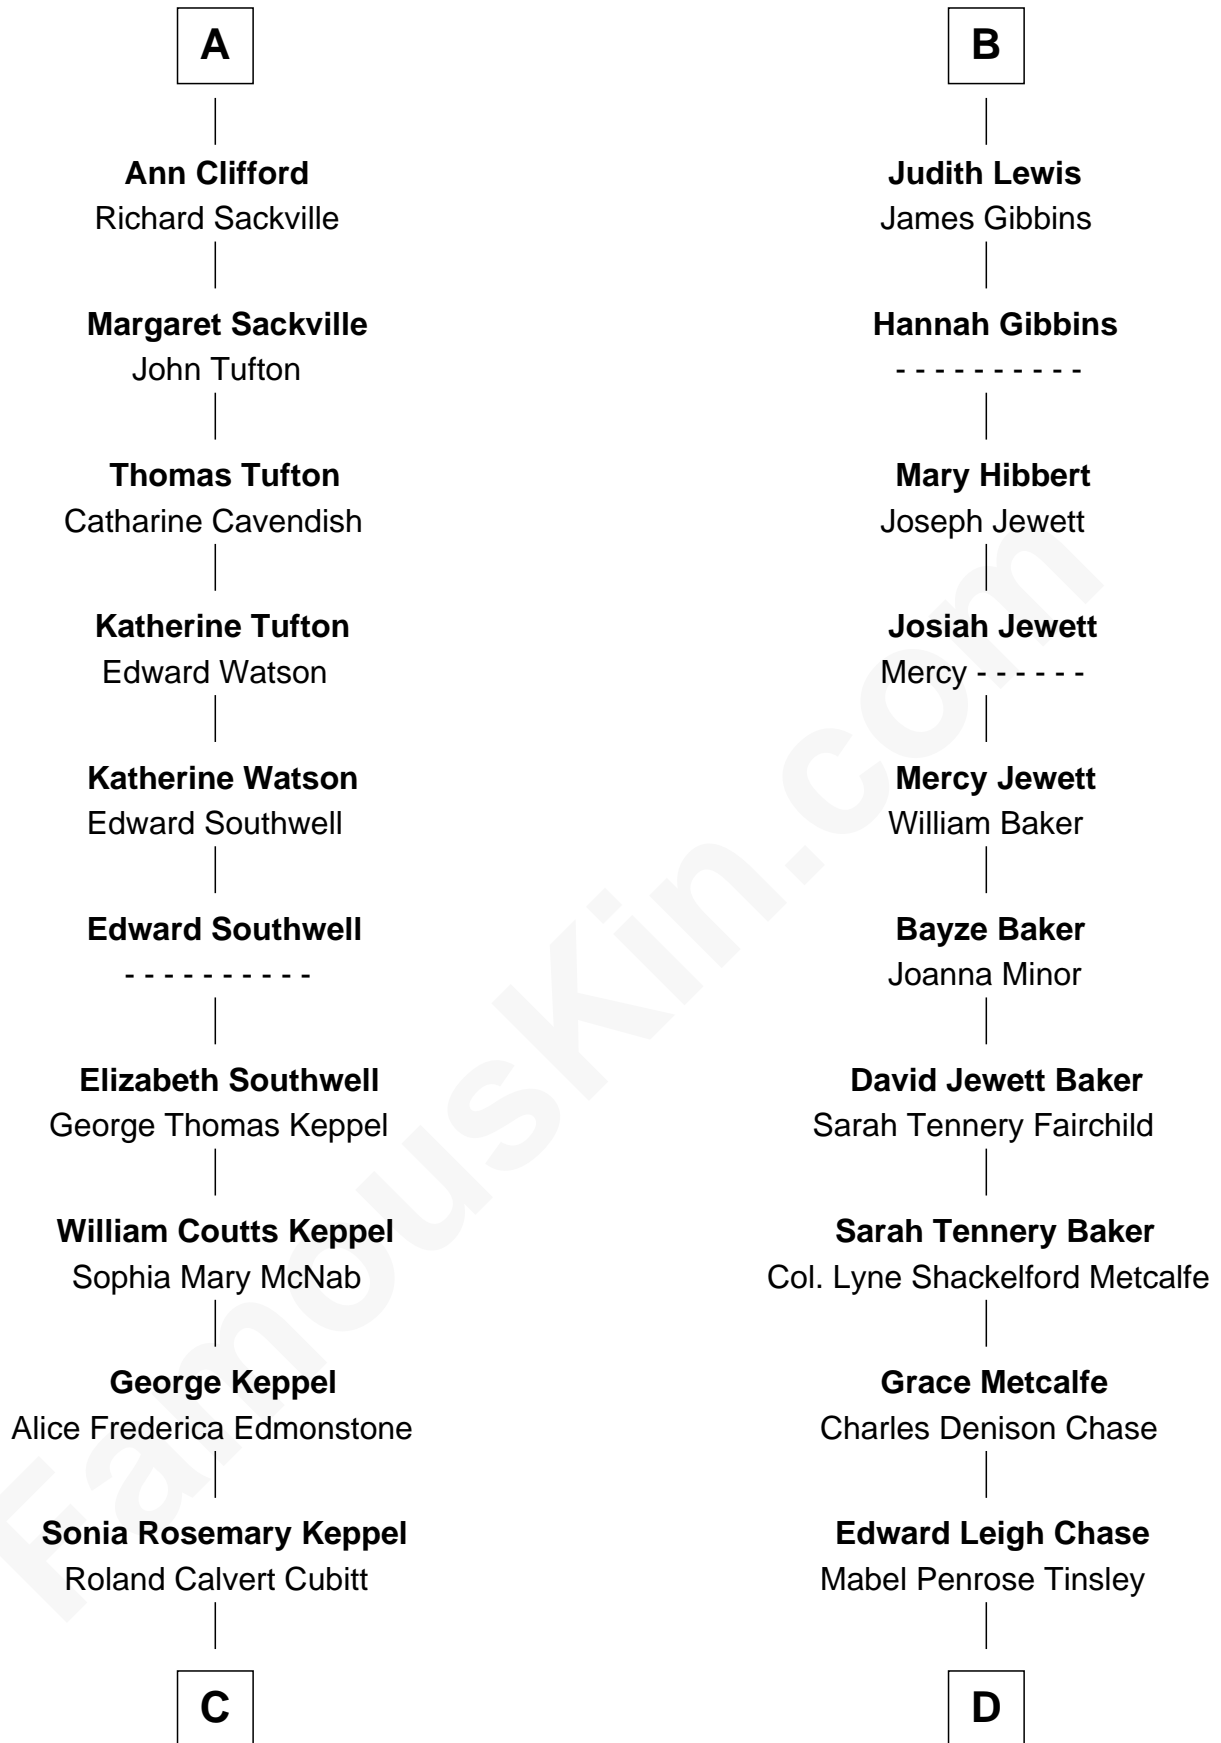 A
Ann Clifford
Richard Sackville
Margaret Sackville
John Tufton
Thomas Tufton
Catharine Cavendish
Katherine Tufton
Edward Watson
Katherine Watson
Edward Southwell
Edward Southwell
- - - - - - - - - -
Elizabeth Southwell
George Thomas Keppel
William Coutts Keppel
Sophia Mary McNab
George Keppel
Alice Frederica Edmonstone
Sonia Rosemary Keppel
Roland Calvert Cubitt
C
B
Judith Lewis
James Gibbins
Hannah Gibbins
- - - - - - - - - -
Mary Hibbert
Joseph Jewett
Josiah Jewett
Mercy - - - - - -
Mercy Jewett
William Baker
Bayze Baker
Joanna Minor
David Jewett Baker
Sarah Tennery Fairchild
Sarah Tennery Baker
Col. Lyne Shackelford Metcalfe
Grace Metcalfe
Charles Denison Chase
Edward Leigh Chase
Mabel Penrose Tinsley
D
FamousKin.com